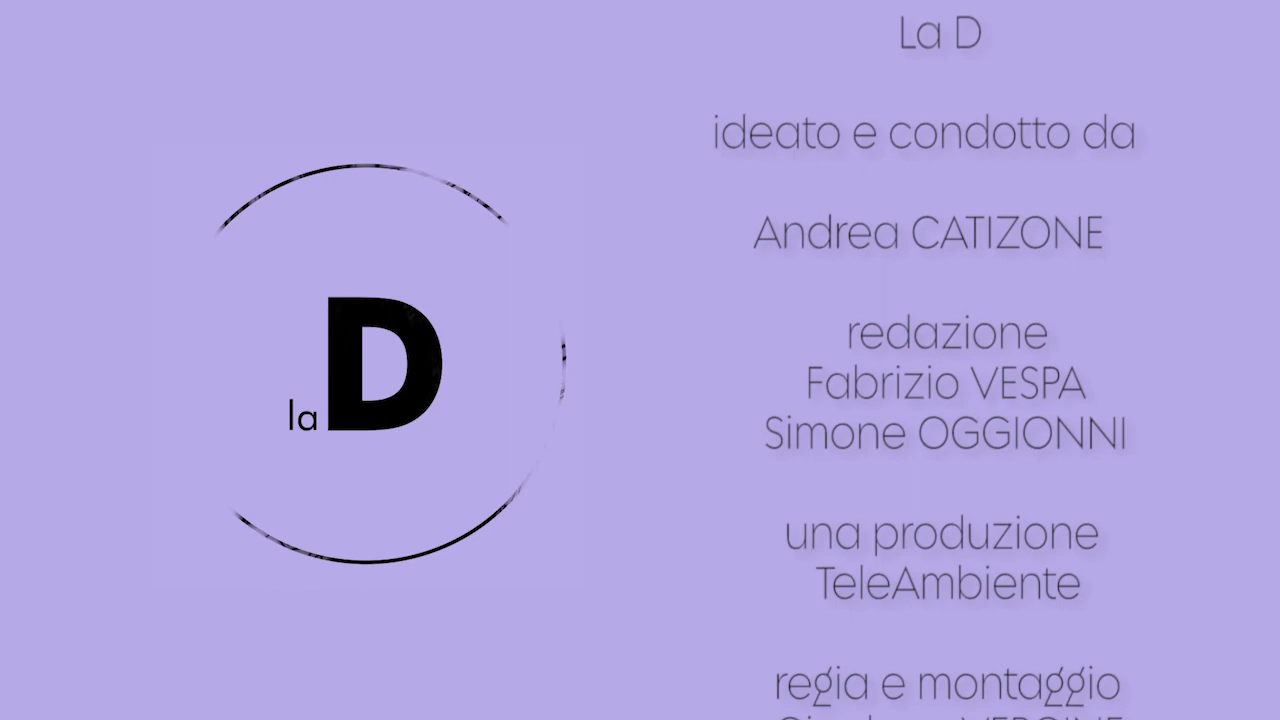 la D
La D
ideato e condotto da
Andrea CATIZONE
redazione
Fabrizio VESPA
Simone OGGIONNI
una produzione
TeleAmbiente
regia e montaggio